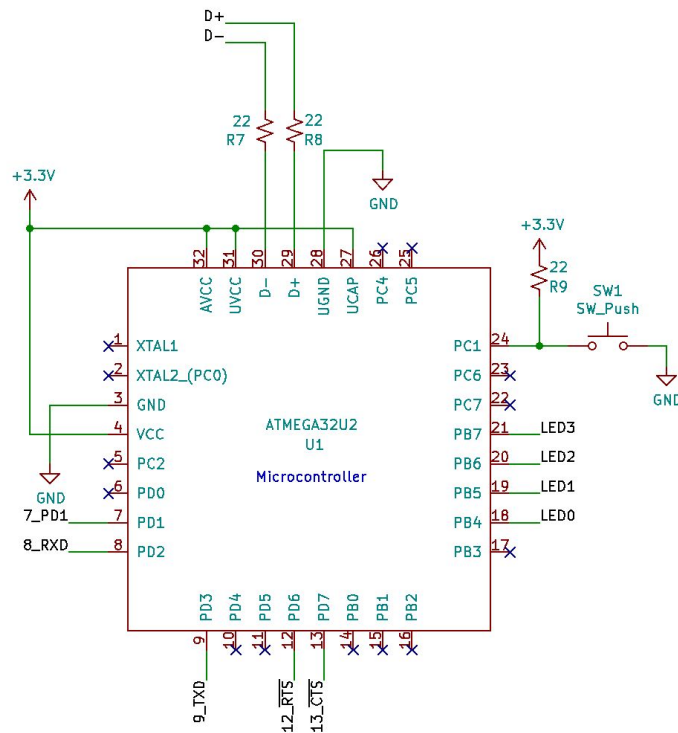 D+
D−
22
R7
22
R8
+3.3V
GND
+3.3V
22
R9
SW1
SW_Push
GND
32
31
30
29
28
27
26
25
AVCC
UVCC
D−
D+
UGND
UCAP
PC4
PC5
1 XTAL1
2 XTAL2_(PC0)
3 GND
4 VCC
5 PC2
6 PD0
7_PD1 7 PD1
8_RXD 8 PD2
GND
ATMEGA32U2
U1
Microcontroller
PC1 24
PC6 23
PC7 22
PB7 21 LED3
PB6 20 LED2
PB5 19 LED1
PB4 18 LED0
PB3 17
PD3
PD4
PD5
PD6
PD7
PB0
PB1
PB2
9
10
11
12
13
14
15
16
9_TXD
12_RTS
13_CTS